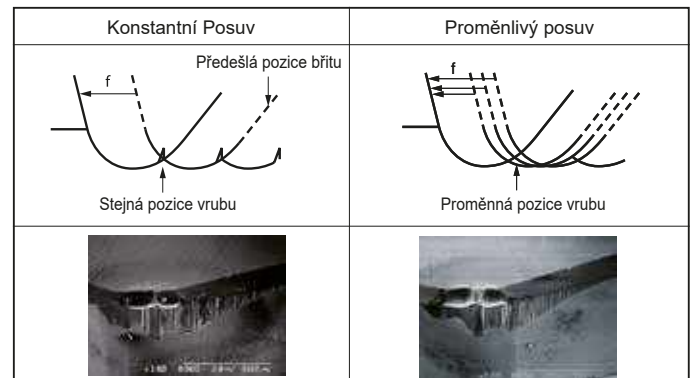 Konstantní Posuv
Proměnlivý posuv
Předešlá pozice břitu
f
f
Stejná pozice vrubu
Proměnná pozice vrubu